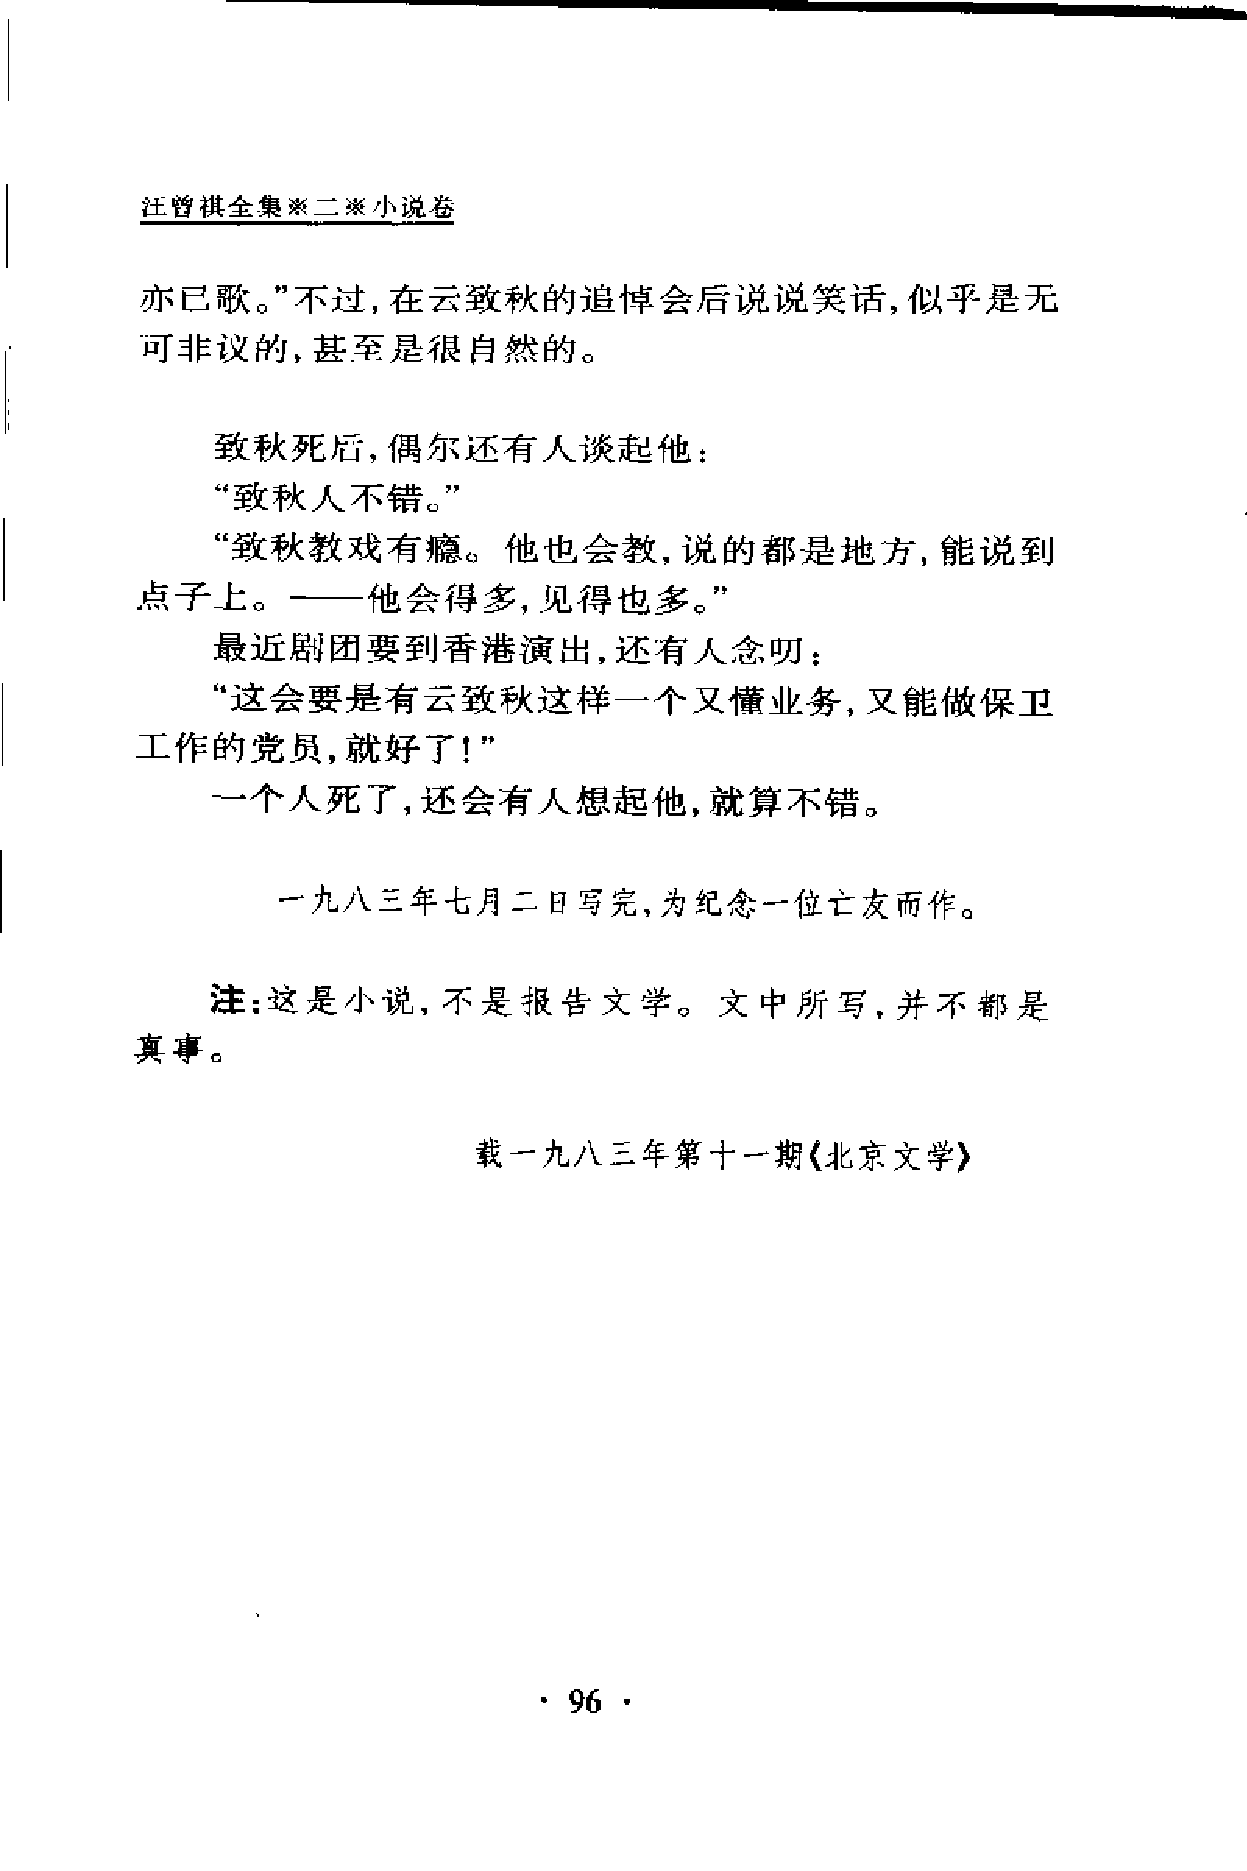 汪曾祺全集※二※小说卷
亦已歌。”不过,在云致秋的追悼会后说说笑话,似乎是无
可非议的,甚至是很自然的。
致秋死后,偶尔还有人谈起他:
“致秋人不错。”
“致秋教戏有瘾。他也会教,说的都是地方,能说到
点子上。——他会得多,见得也多。”
最近剧团要到香港演出,还有人念叨:
“这会要是有云致秋这样一个又懂业务,又能做保卫
工作的党员,就好了!”
一个人死了,还会有人想起他,就算不错。
一九八三年七月二日写完,为纪念一位亡友而作。
注:这是小说,不是报告文学。文中所写,并不都是
真事。
载一九八三年第十一期《北京文学》
· 96 ·